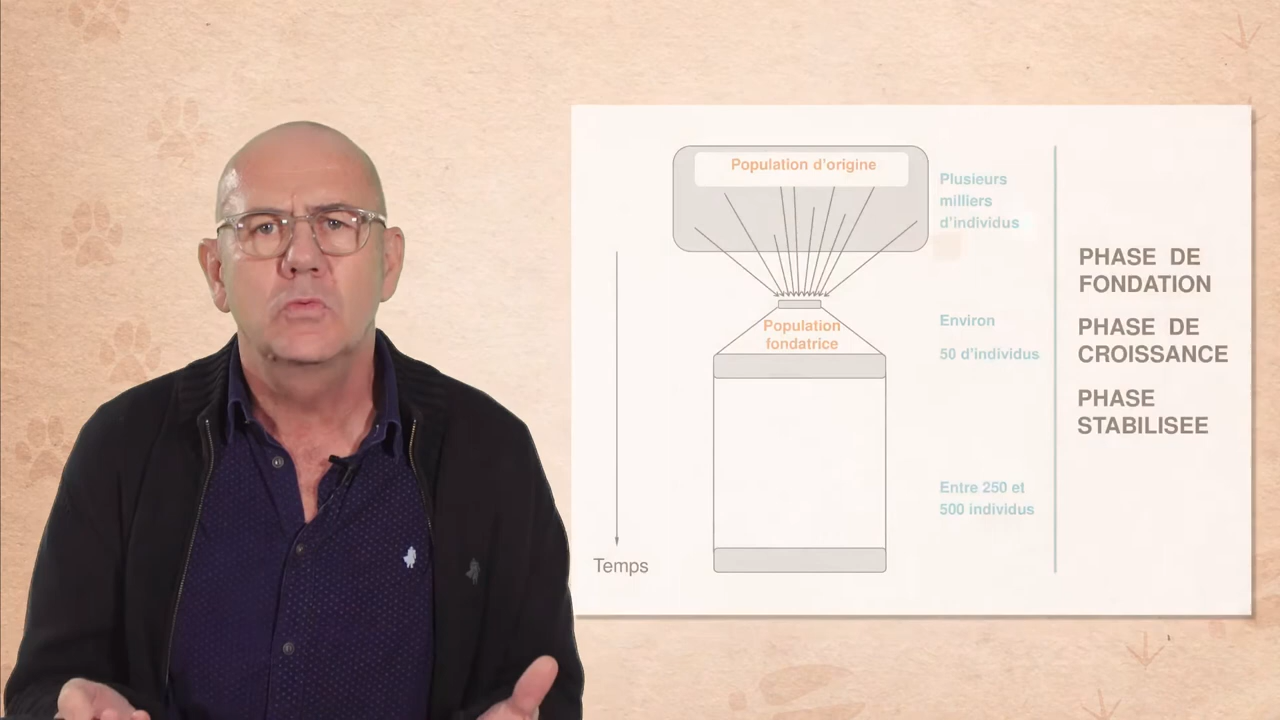 Population d'origine
Plusieurs
milliers
d'individus
Population
fondatrice
Environ
50 d'individus
Entre 250 et
500 individus
Temps
PHASE DE
FONDATION
PHASE DE
CROISSANCE
PHASE
STABILISEE